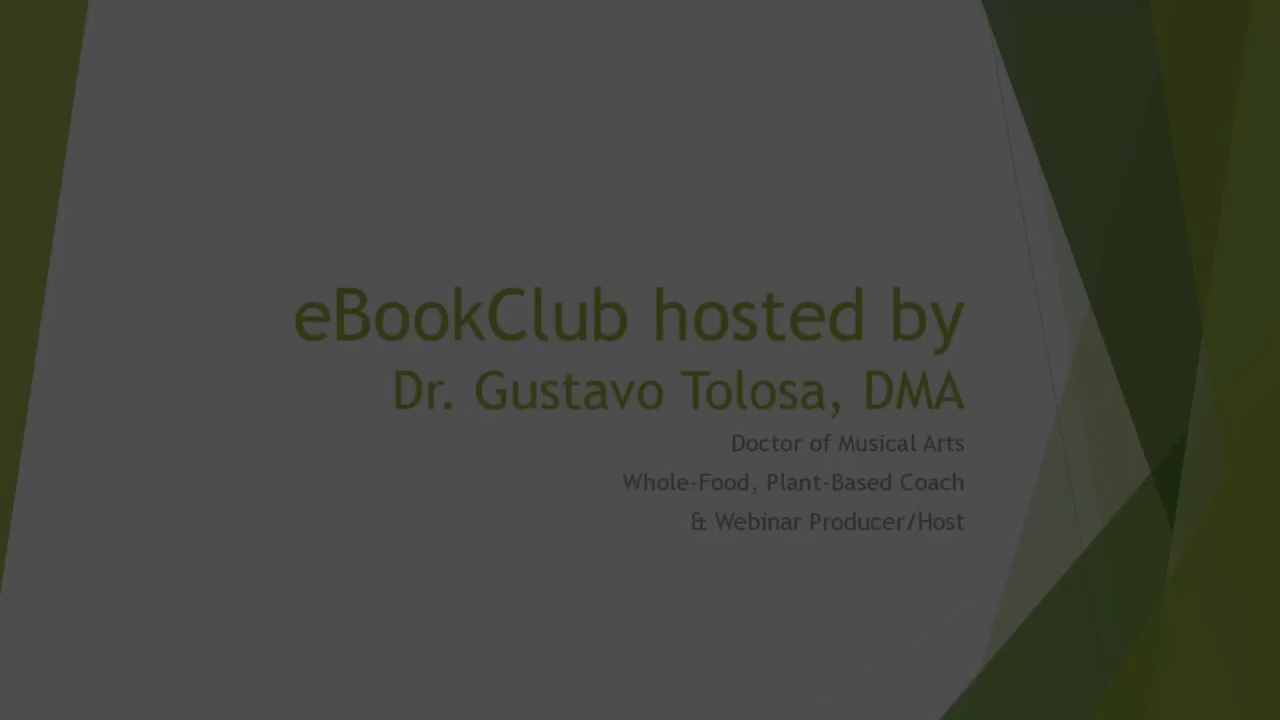 eBookClub hosted by
Dr. Gustavo Tolosa, DMA
Doctor of Musical Arts
Whole-Food, Plant-Based Coach
& Webinar Producer/Host